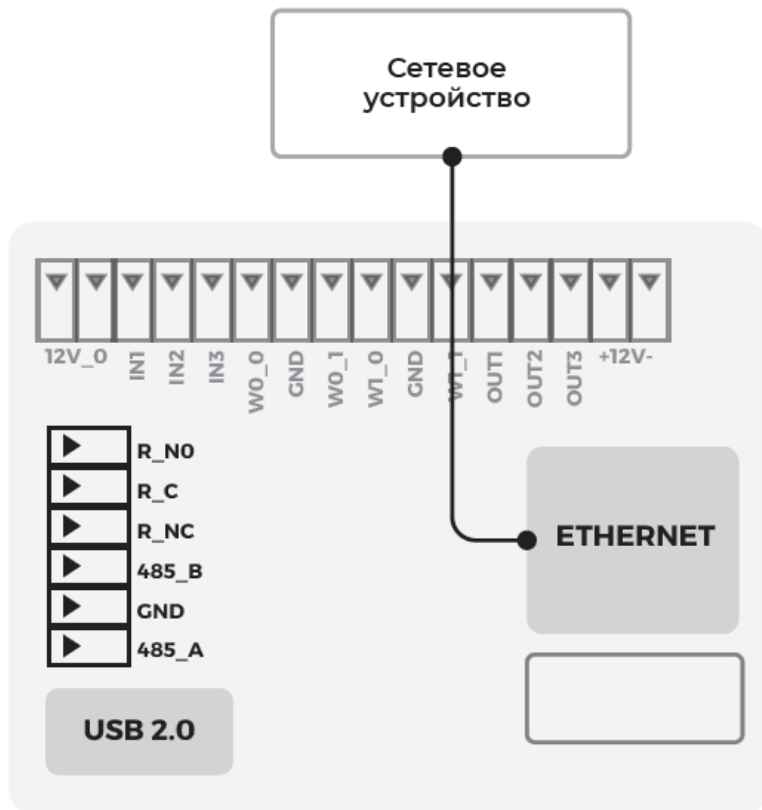 Сетевое
устройство
12V_0
IN1
IN2
IN3
W0_0
GND
W0_1
W1_0
GND
W1_1
OUT1
OUT2
OUT3
+12V-
R_N0
R_C
R_NC
485_B
GND
485_A
ETHERNET
USB 2.0